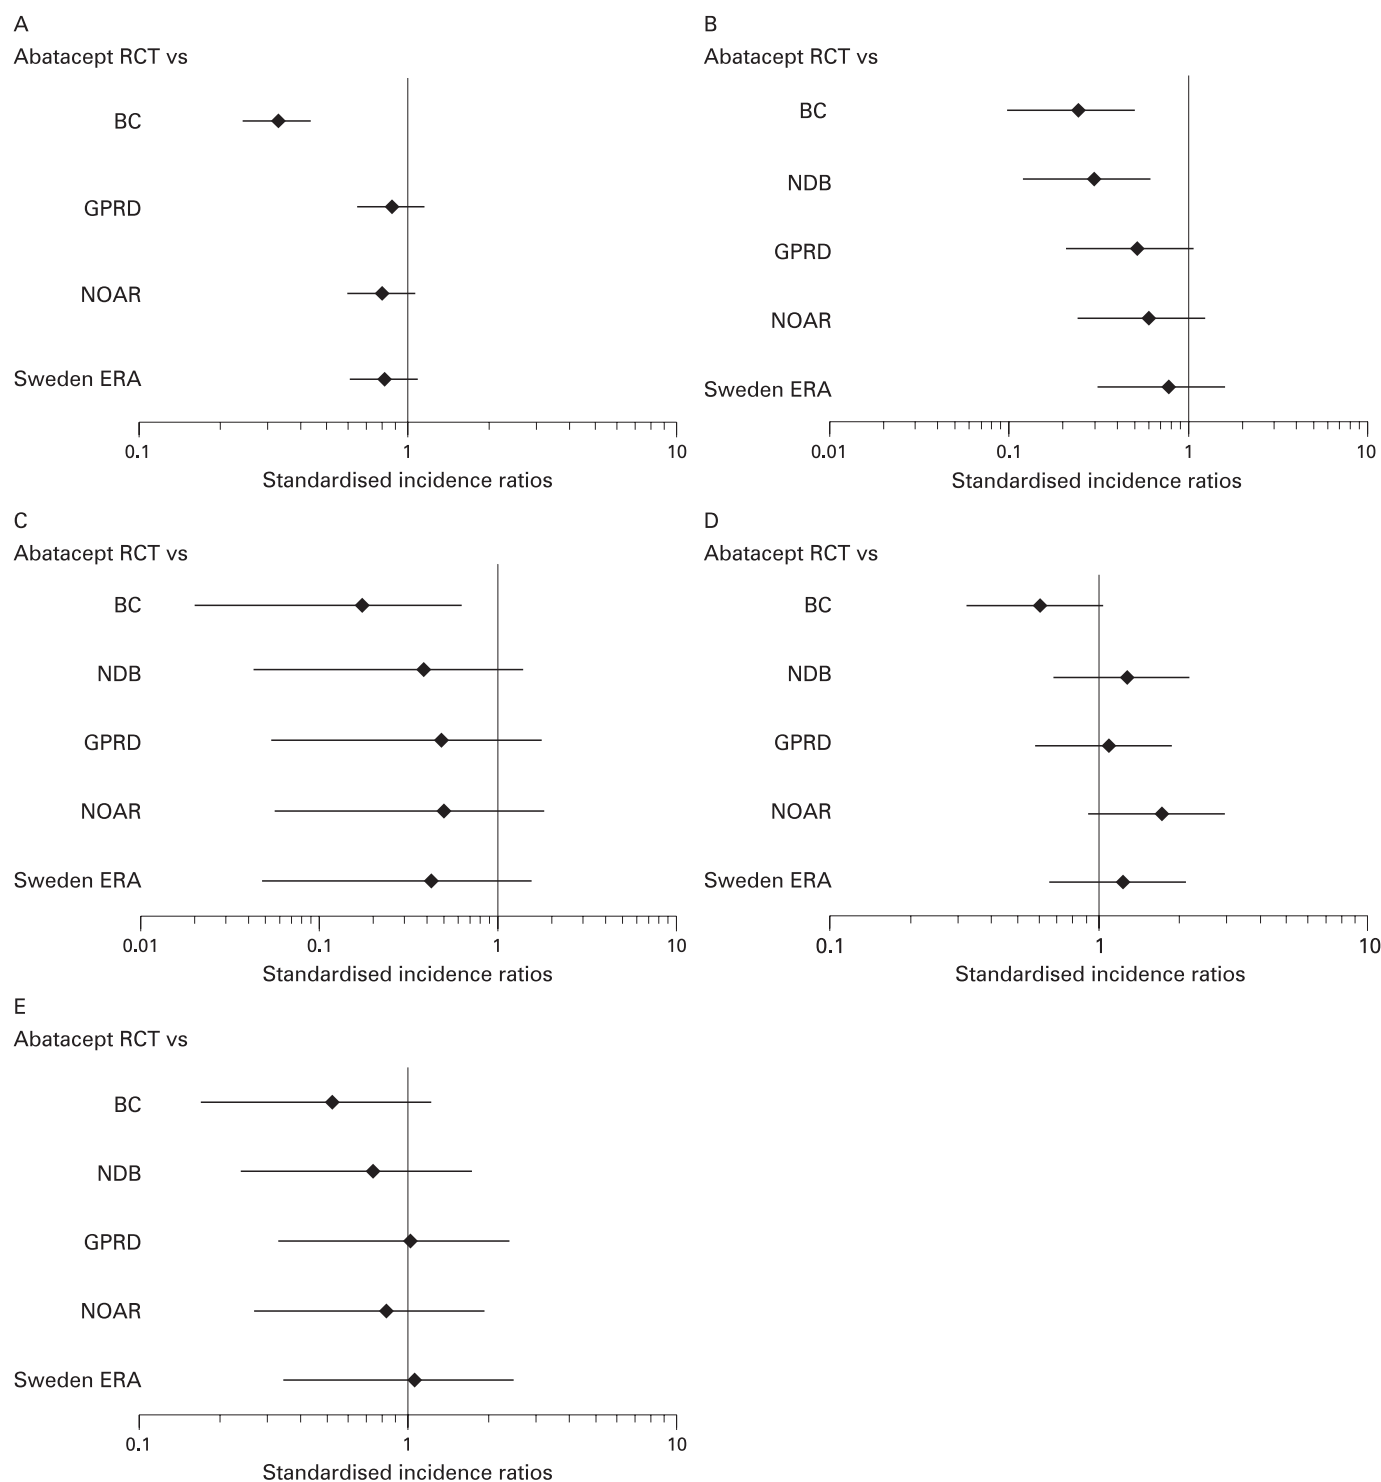 A
Abatacept RCT vs
BC
GPRD
NOAR
Sweden ERA
0.1 1 10
Standardised incidence ratios
B
Abatacept RCT vs
BC
NDB
GPRD
NOAR
Sweden ERA
0.01 0.1 1 10
Standardised incidence ratios
C
Abatacept RCT vs
BC
NDB
GPRD
NOAR
Sweden ERA
0.01 0.1 1 10
Standardised incidence ratios
D
Abatacept RCT vs
BC
NDB
GPRD
NOAR
Sweden ERA
0.1 1 10
Standardised incidence ratios
E
Abatacept RCT vs
BC
NDB
GPRD
NOAR
Sweden ERA
0.1 1 10
Standardised incidence ratios